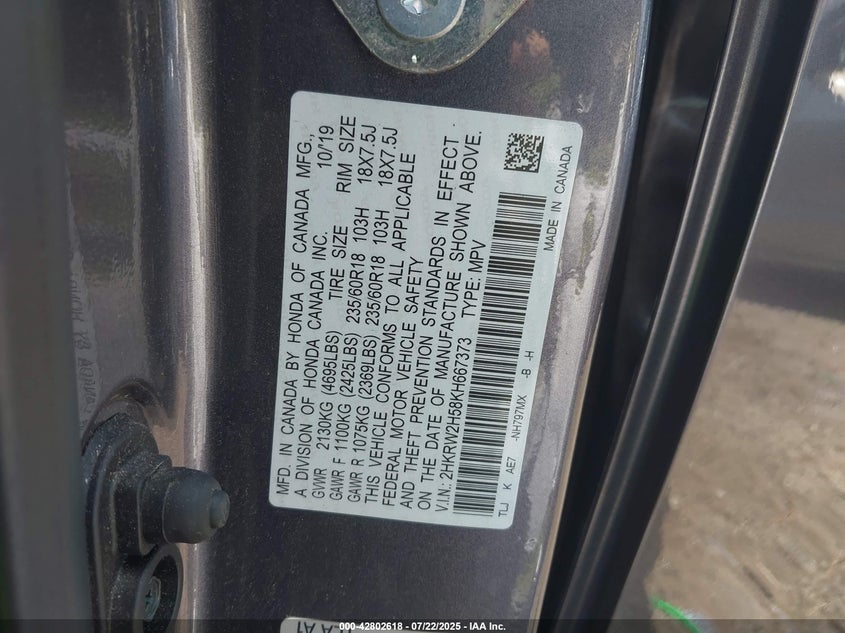 MFD. IN CANADA BY HONDA OF CANADA MFG.,
A DIVISION OF HONDA CANADA INC. 10/19
GVWR 2130KG (4695LBS) TIRE SIZE RIM SIZE
GAWR F 1100KG (2425LBS) 235/60R18 103H 18X7.5J
GAWR R 1075KG (2369LBS) 235/60R18 103H 18X7.5J
THIS VEHICLE CONFORMS TO ALL APPLICABLE
FEDERAL MOTOR VEHICLE SAFETY
AND THEFT PREVENTION STANDARDS IN EFFECT
ON THE DATE OF MANUFACTURE SHOWN ABOVE.
V.I.N.: 2HKRW2H58KH667373 TYPE: MPV
TLJ K AE7 -NH797MX -B -H
MADE IN CANADA
000-42802618 - 07/22/2025 - IAA Inc.